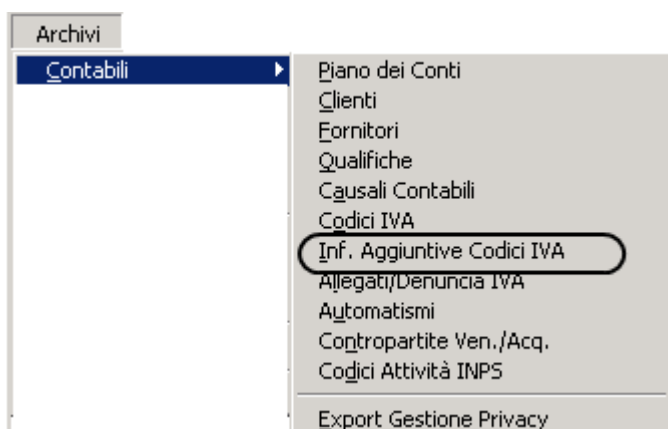 Archivi
Contabili
Piano dei Conti
Clienti
Fornitori
Qualifiche
Causali Contabili
Codici IVA
Inf. Aggiuntive Codici IVA
Allegati/Denuncia IVA
Automatismi
Contropartite Ven./Acq.
Codici Attività INPS
Export Gestione Privacy